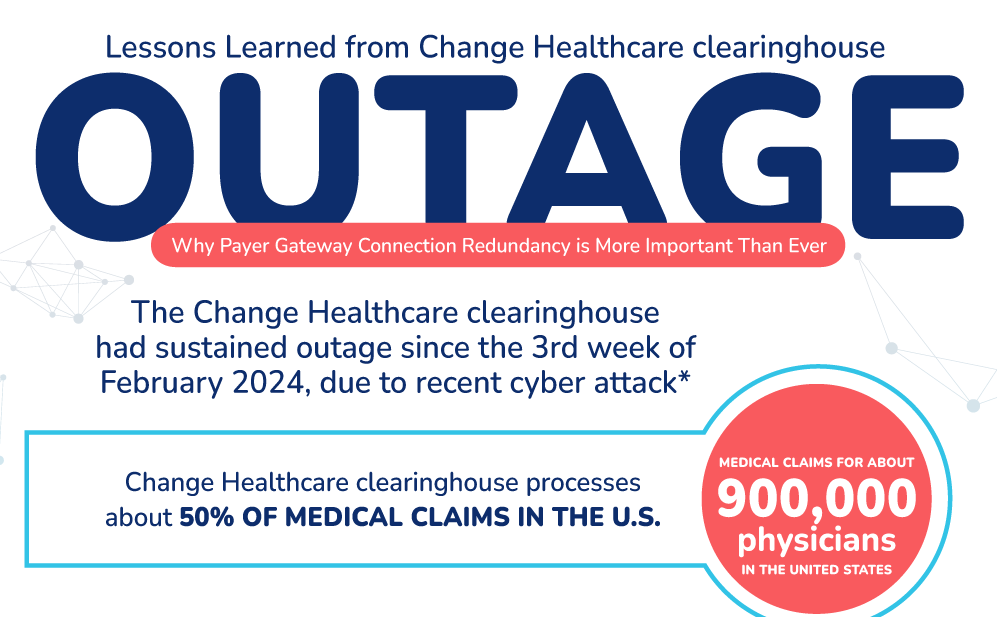 Lessons Learned from Change Healthcare clearinghouse
OUTAGE
Why Payer Gateway Connection Redundancy is More Important Than Ever
The Change Healthcare clearinghouse
had sustained outage since the 3rd week of
February 2024, due to recent cyber attack*
Change Healthcare clearinghouse processes
about 50% OF MEDICAL CLAIMS IN THE U.S.
MEDICAL CLAIMS FOR ABOUT
900,000
physicians
IN THE UNITED STATES